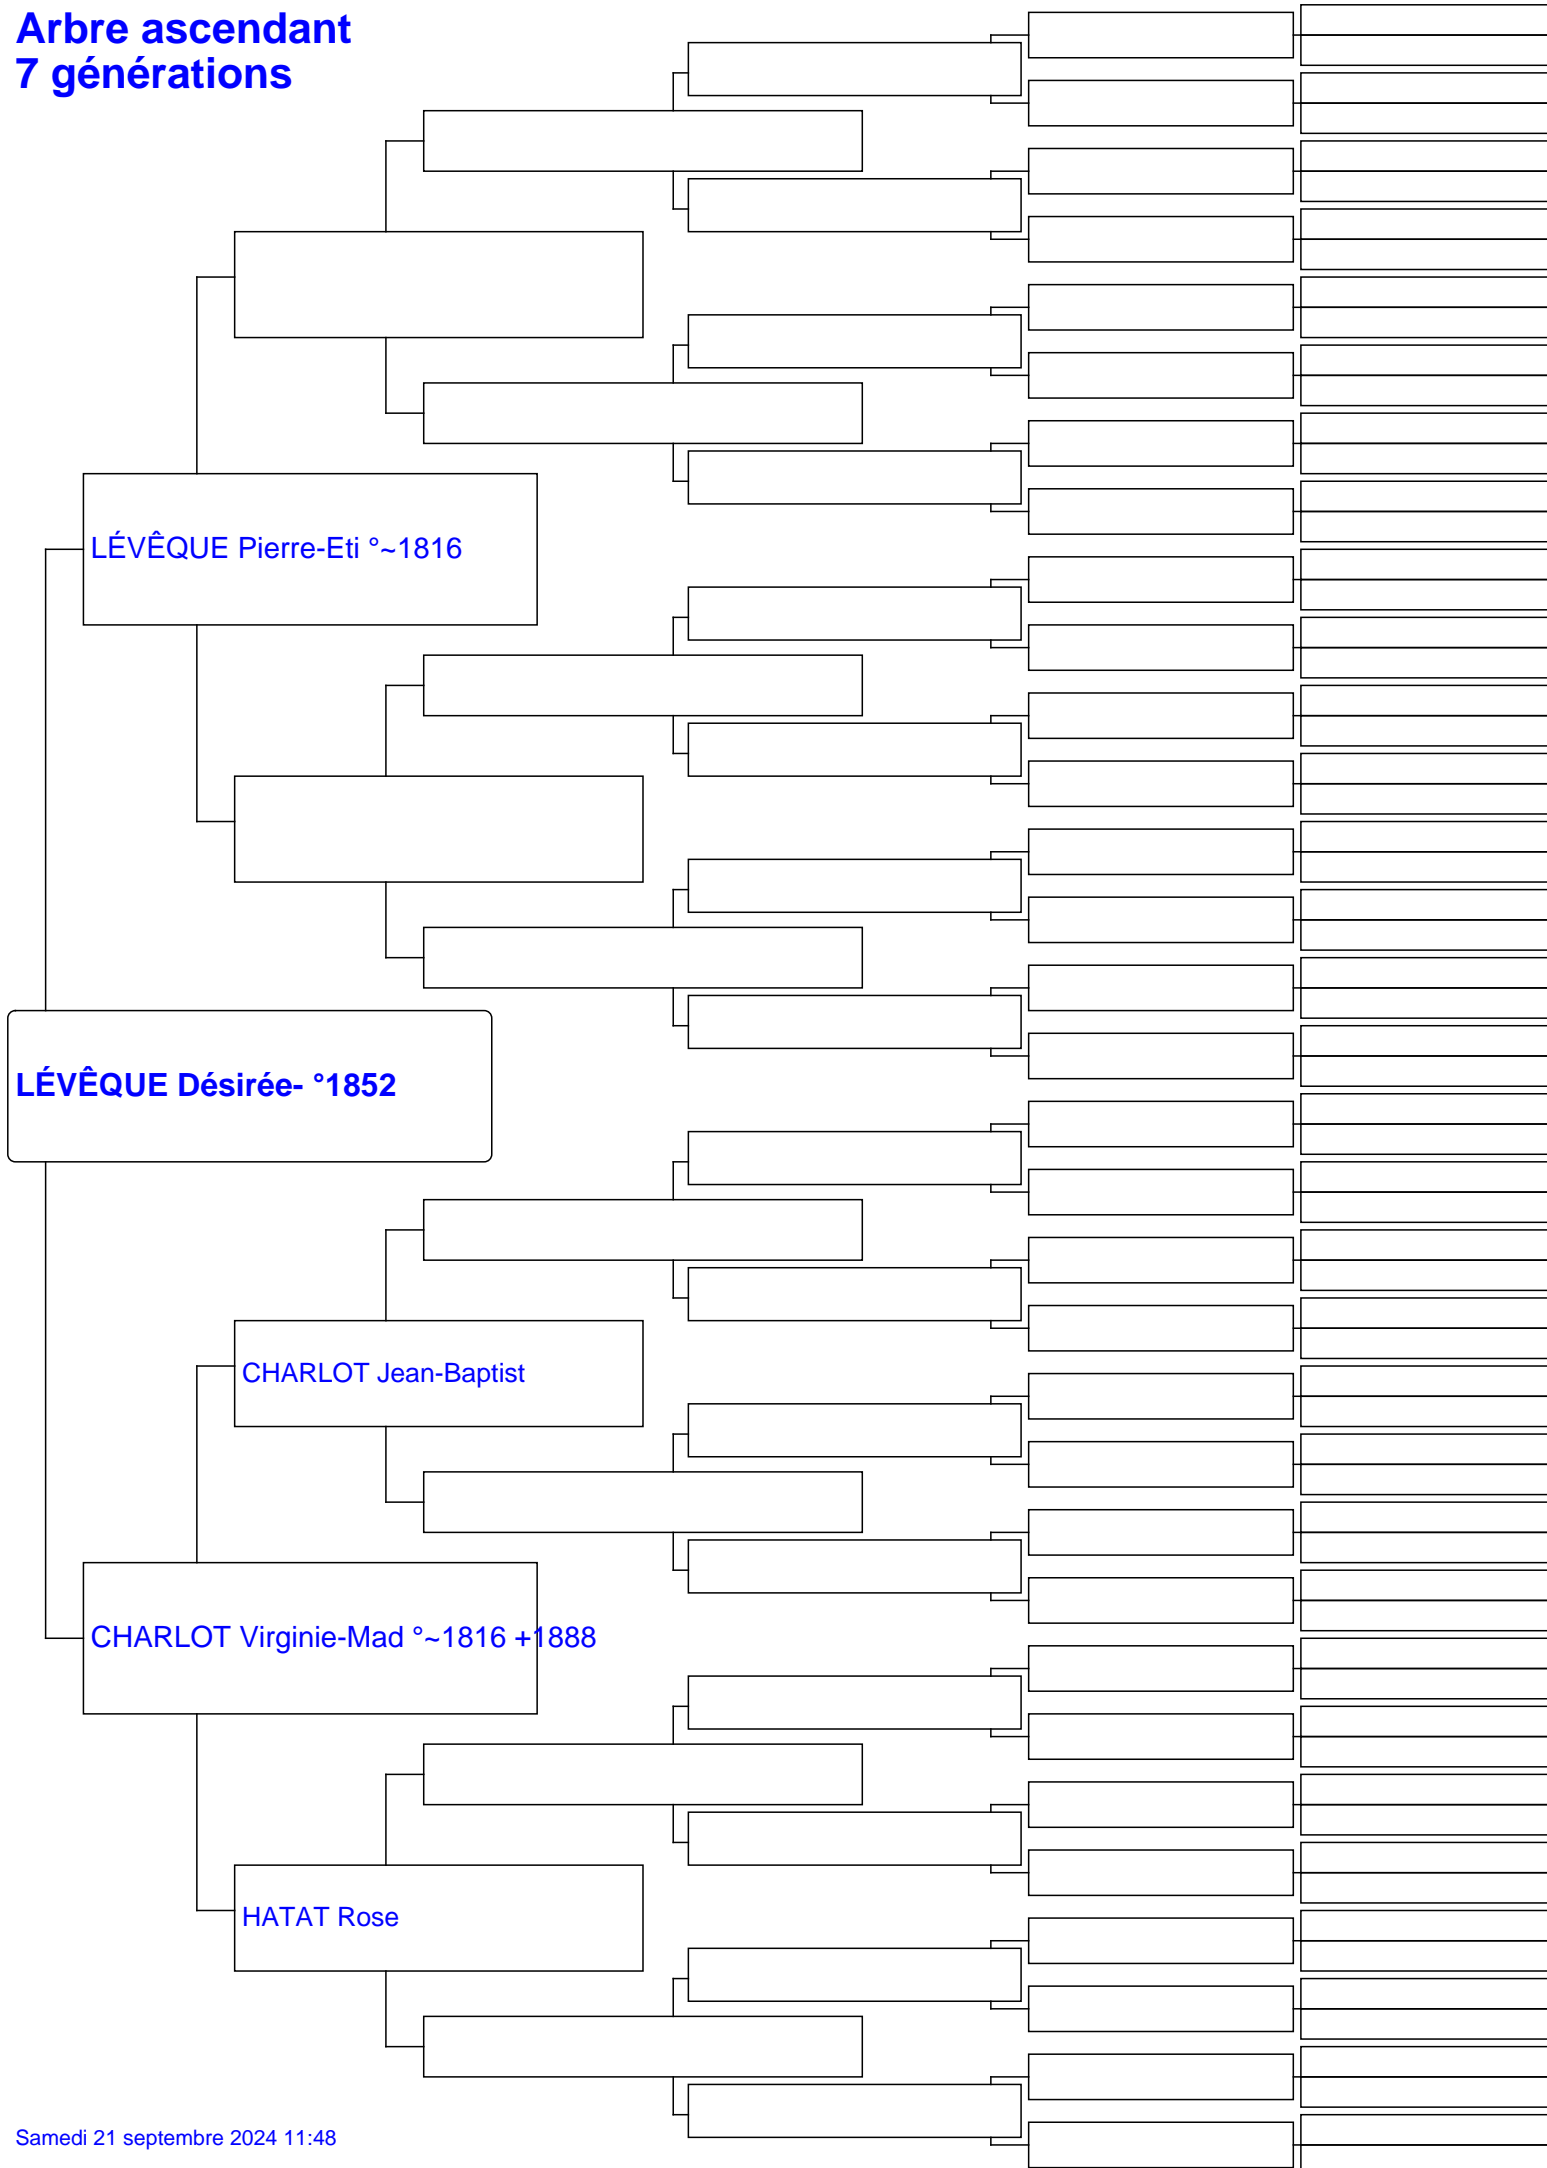 Arbre ascendant
7 générations
LÉVÊQUE Pierre-Eti °~1816
LÉVÊQUE Désirée- °1852
CHARLOT Jean-Baptist
CHARLOT Virginie-Mad °~1816 +1888
HATAT Rose
Samedi 21 septembre 2024 11:48